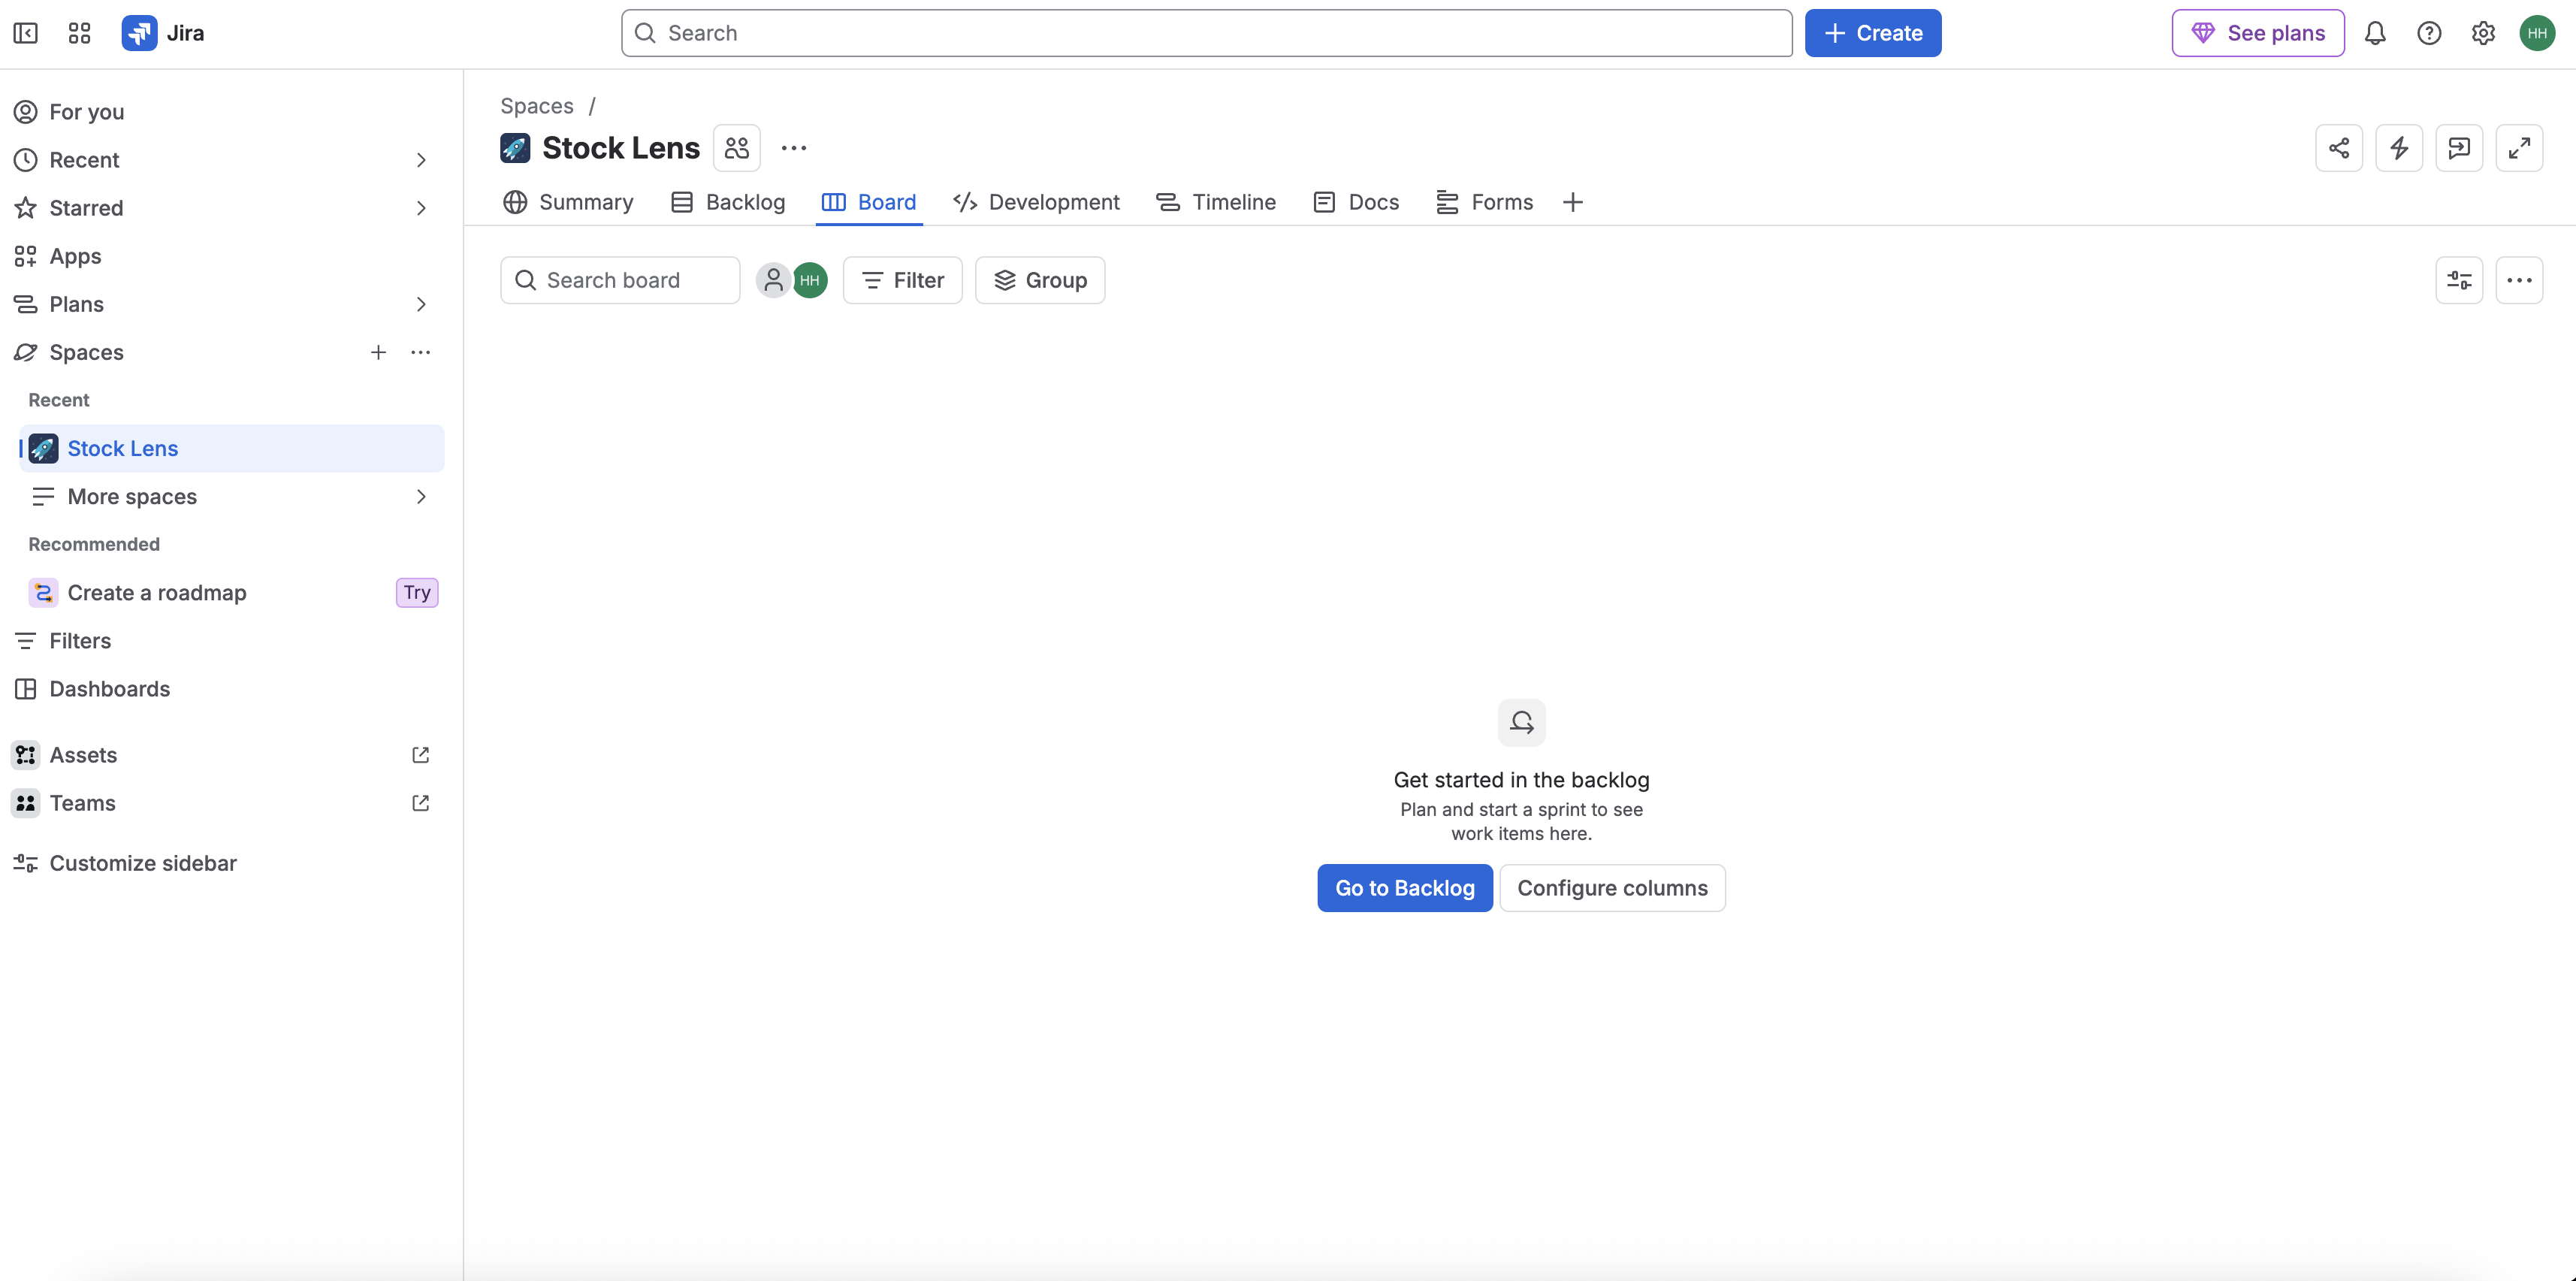 Jira
Search
Create
See plans
HH
For you
Recent
Starred
Apps
Plans
Spaces
Recent
Stock Lens
More spaces
Recommended
Create a roadmap
Try
Filters
Dashboards
Assets
Teams
Customize sidebar
Spaces /
Stock Lens
Summary
Backlog
Board
Development
Timeline
Docs
Forms
Search board
HH
Filter
Group
Get started in the backlog
Plan and start a sprint to see
work items here.
Go to Backlog
Configure columns